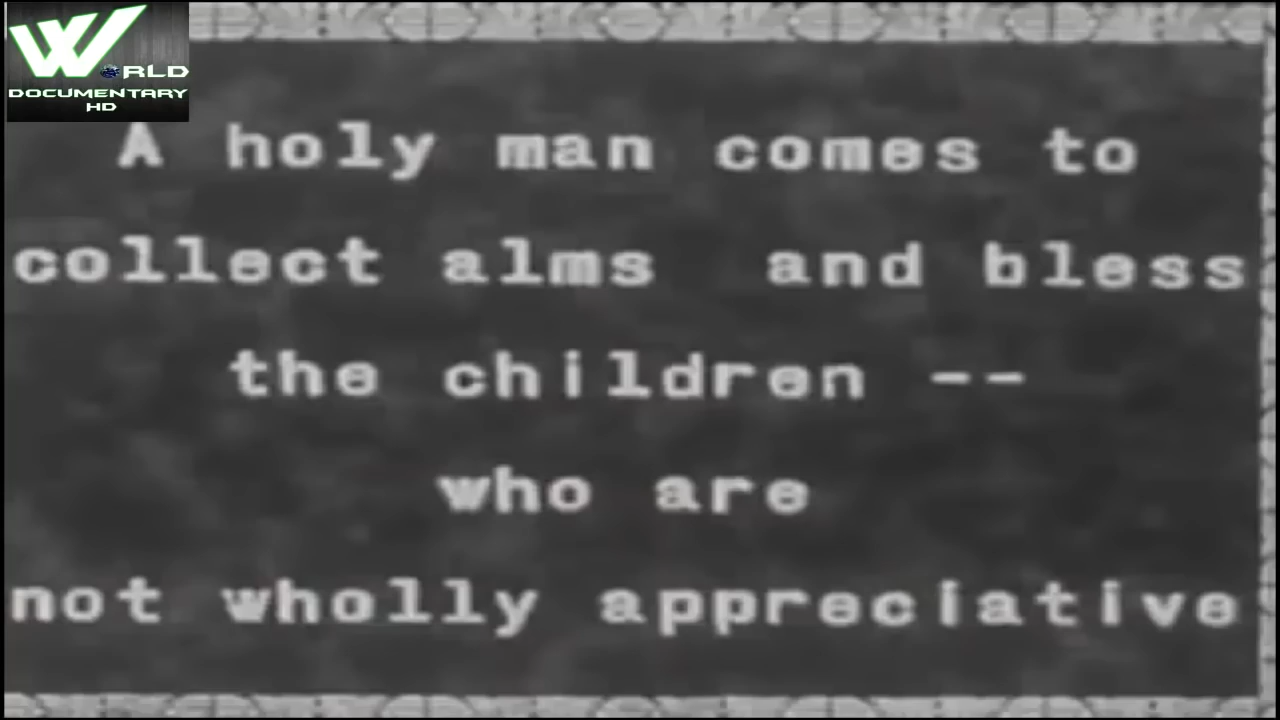 WORLD
DOCUMENTARY
HD
A holy man comes to
collect alms and bless
the children --
who are
not wholly appreciative